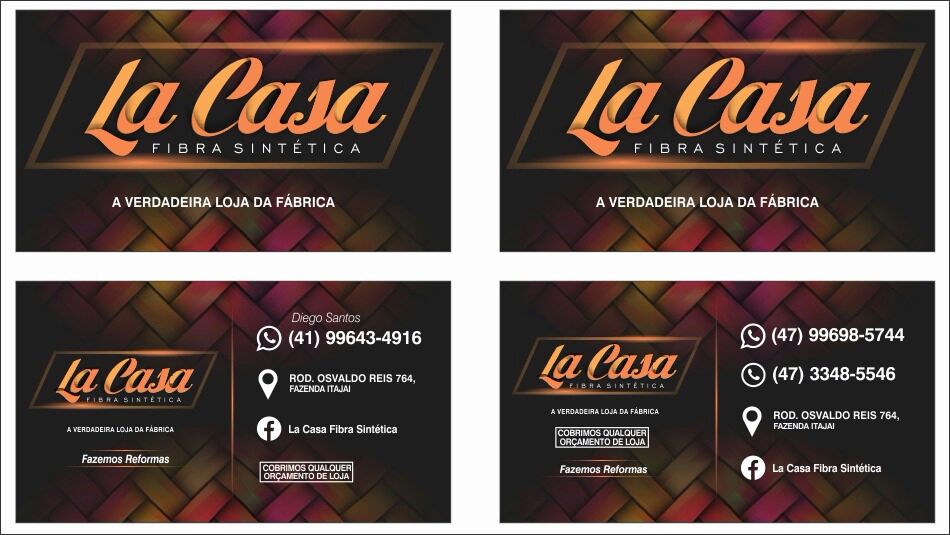 La Casa
FIBRA SINTÉTICA
A VERDADEIRA LOJA DA FÁBRICA
La Casa
FIBRA SINTÉTICA
A VERDADEIRA LOJA DA FÁBRICA
La Casa
FIBRA SINTÉTICA
A VERDADEIRA LOJA DA FÁBRICA
Fazemos Reformas
Diego Santos
(41) 99643-4916
ROD. OSVALDO REIS 764,
FAZENDA ITAJAI
La Casa Fibra Sintética
COBRIMOS QUALQUER
ORÇAMENTO DE LOJA
La Casa
FIBRA SINTÉTICA
A VERDADEIRA LOJA DA FÁBRICA
COBRIMOS QUALQUER
ORÇAMENTO DE LOJA
Fazemos Reformas
(47) 99698-5744
(47) 3348-5546
ROD. OSVALDO REIS 764,
FAZENDA ITAJAI
La Casa Fibra Sintética